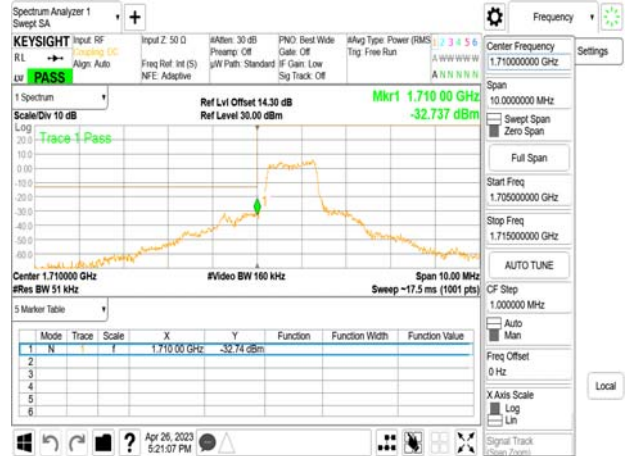 Spectrum Analyzer 1
Swept SA
+
Frequency
KEYSIGHT Input: RF Input Z: 50 Ω #Atten: 30 dB PNO: Best Wide #Avg Type: Power (RMS 1 2 3 4 5 6
RL Coupling: DC Preamp: Off Gate: Off Trig: Free Run A W W W W W
Align: Auto Freq Ref: Int (S) µW Path: Standard IF Gain: Low
PASS NFE: Adaptive Sig Track: Off A N N N N N
1 Spectrum
Ref Lvl Offset 14.30 dB Mkr1 1.710 00 GHz
Scale/Div 10 dB Ref Level 30.00 dBm -32.737 dBm
Log
Trace 1 Pass
20.0
10.0
0.00
-10.0
-20.0
-30.0
-40.0
-50.0
-60.0
1
Center 1.710000 GHz #Video BW 160 kHz Span 10.00 MHz
#Res BW 51 kHz Sweep ~17.5 ms (1001 pts)
5 Marker Table
Mode Trace Scale X Y Function Function Width Function Value
1 N 1 f 1.710 00 GHz -32.74 dBm
2
3
4
5
6
?
Apr 26, 2023
5:21:07 PM
Center Frequency
1.710000000 GHz
Settings
Span
10.0000000 MHz
Swept Span
Zero Span
Full Span
Start Freq
1.705000000 GHz
Stop Freq
1.715000000 GHz
AUTO TUNE
CF Step
1.000000 MHz
Auto
Man
Freq Offset
0 Hz
X Axis Scale
Log
Lin
Local
Signal Track
(Span Zoom)